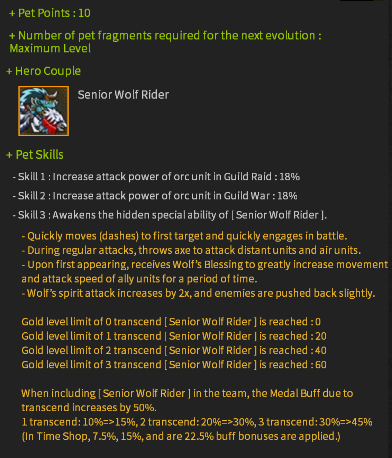 + Pet Points : 10
+ Number of pet fragments required for the next evolution :
Maximum Level
+ Hero Couple
Senior Wolf Rider
+ Pet Skills
- Skill 1 : Increase attack power of orc unit in Guild Raid : 18%
- Skill 2 : Increase attack power of orc unit in Guild War : 18%
- Skill 3 : Awakens the hidden special ability of [ Senior Wolf Rider ].
- Quickly moves (dashes) to first target and quickly engages in battle.
- During regular attacks, throws axe to attack distant units and air units.
- Upon first appearing, receives Wolf's Blessing to greatly increase movement
and attack speed of ally units for a period of time.
- Wolf's spirit attack increases by 2x, and enemies are pushed back slightly.
Gold level limit of 0 transcend [ Senior Wolf Rider ] is reached : 0
Gold level limit of 1 transcend [ Senior Wolf Rider ] is reached : 20
Gold level limit of 2 transcend [ Senior Wolf Rider ] is reached : 40
Gold level limit of 3 transcend [ Senior Wolf Rider ] is reached : 60
When including [ Senior Wolf Rider ] in the team, the Medal Buff due to
transcend increases by 50%.
1 transcend: 10%=>15%, 2 transcend: 20%=>30%, 3 transcend: 30%=>45%
(In Time Shop, 7.5%, 15%, and are 22.5% buff bonuses are applied.)